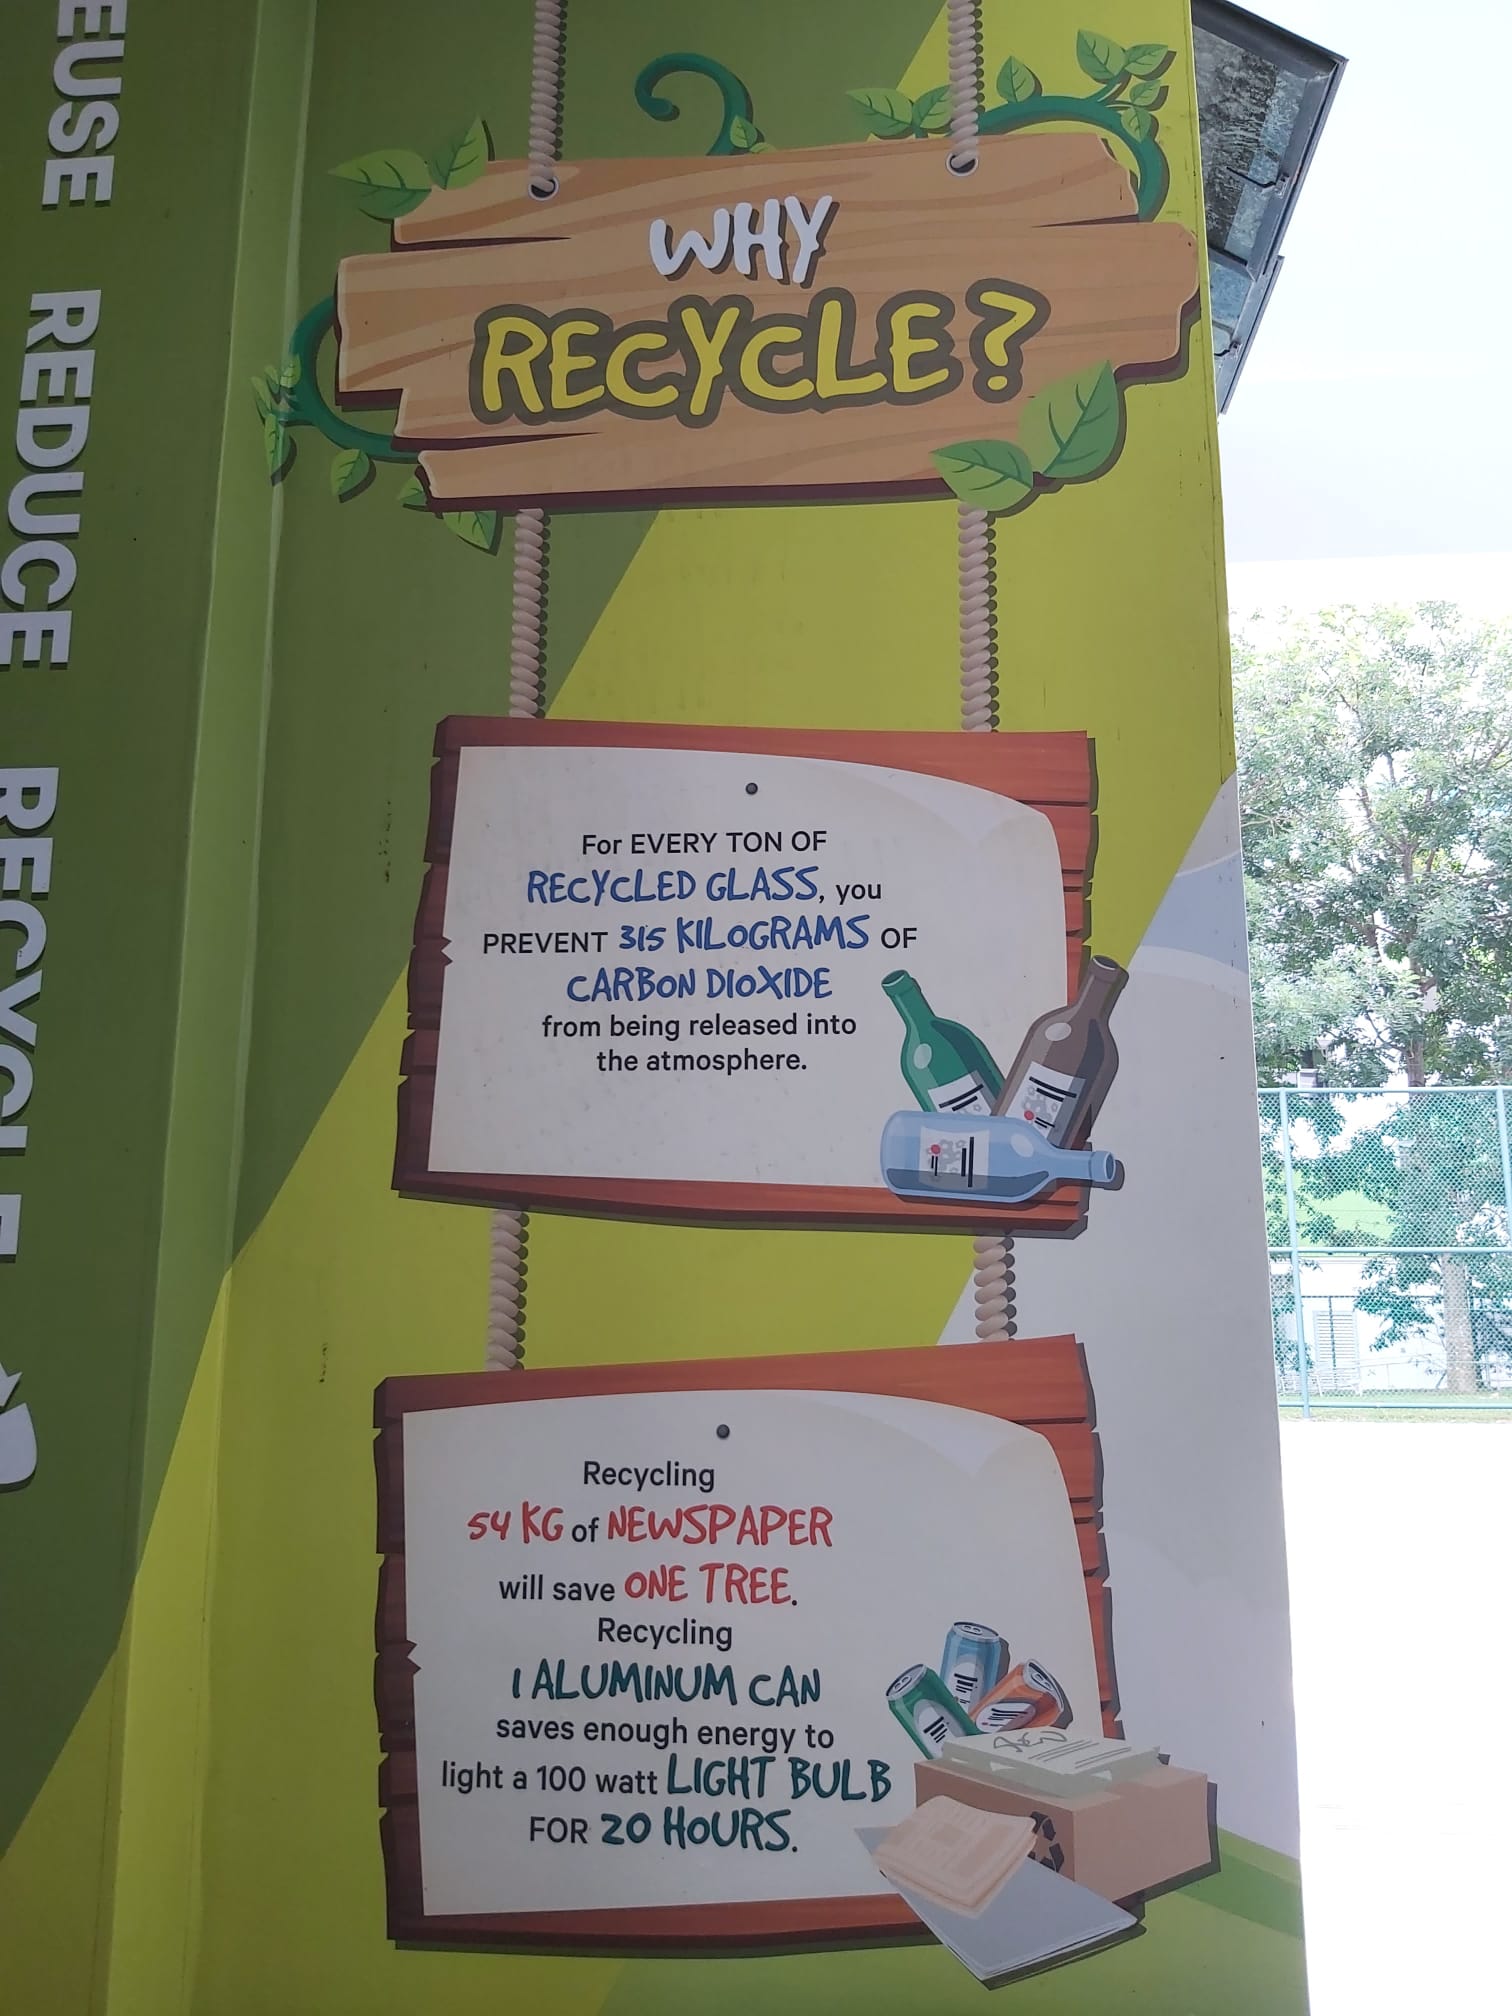 EUSE REDUCE RECYCLE
WHY
RECYCLE?
For EVERY TON OF
RECYCLED GLASS, you
PREVENT 315 KILOGRAMS OF
CARBON DIOXIDE
from being released into
the atmosphere.
Recycling
54 KG of NEWSPAPER
will save ONE TREE.
Recycling
1 ALUMINUM CAN
saves enough energy to
light a 100 watt LIGHT BULB
FOR 20 HOURS.